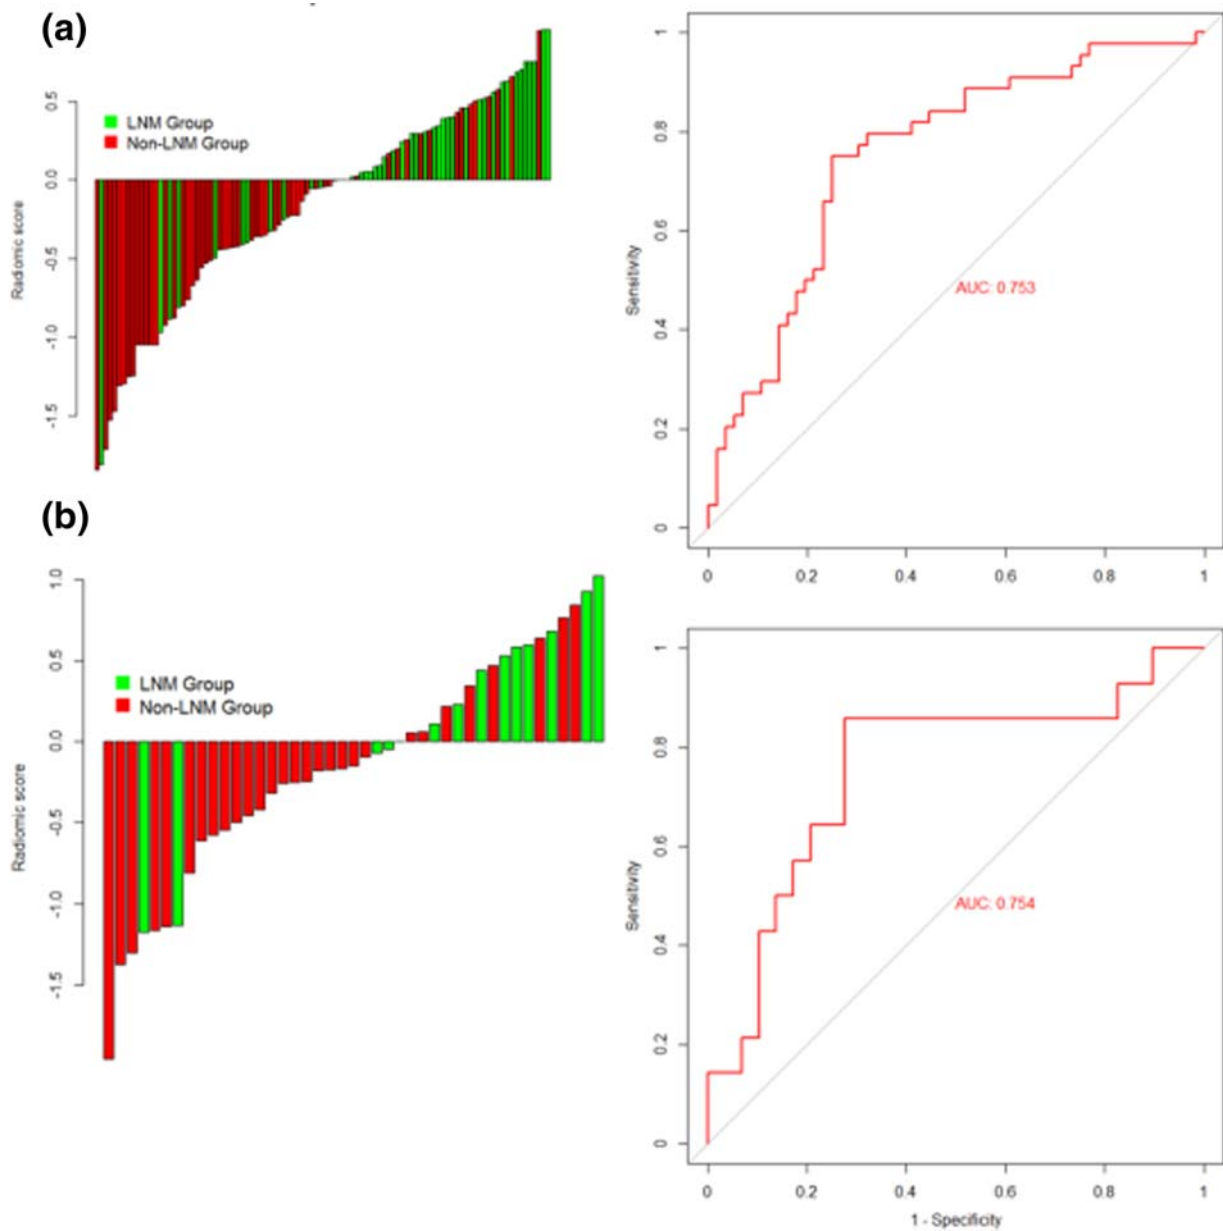 (a)
0.5
0.0
-0.5
-1.0
-1.5
Radiomic score
LNM Group
Non-LNM Group
1
0.8
0.6
0.4
0.2
0
Sensitivity
AUC: 0.753
0 0.2 0.4 0.6 0.8 1
(b)
1.0
0.5
0.0
-0.5
-1.0
-1.5
Radiomic score
LNM Group
Non-LNM Group
1
0.8
0.6
0.4
0.2
0
Sensitivity
AUC: 0.754
0 0.2 0.4 0.6 0.8 1
1 - Specificity